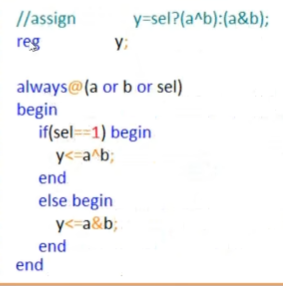 //assign y=sel?(a^b):(a&b);
reg y;
always@(a or b or sel)
begin
if(sel==1) begin
y<=a^b;
end
else begin
y<=a&b;
end
end